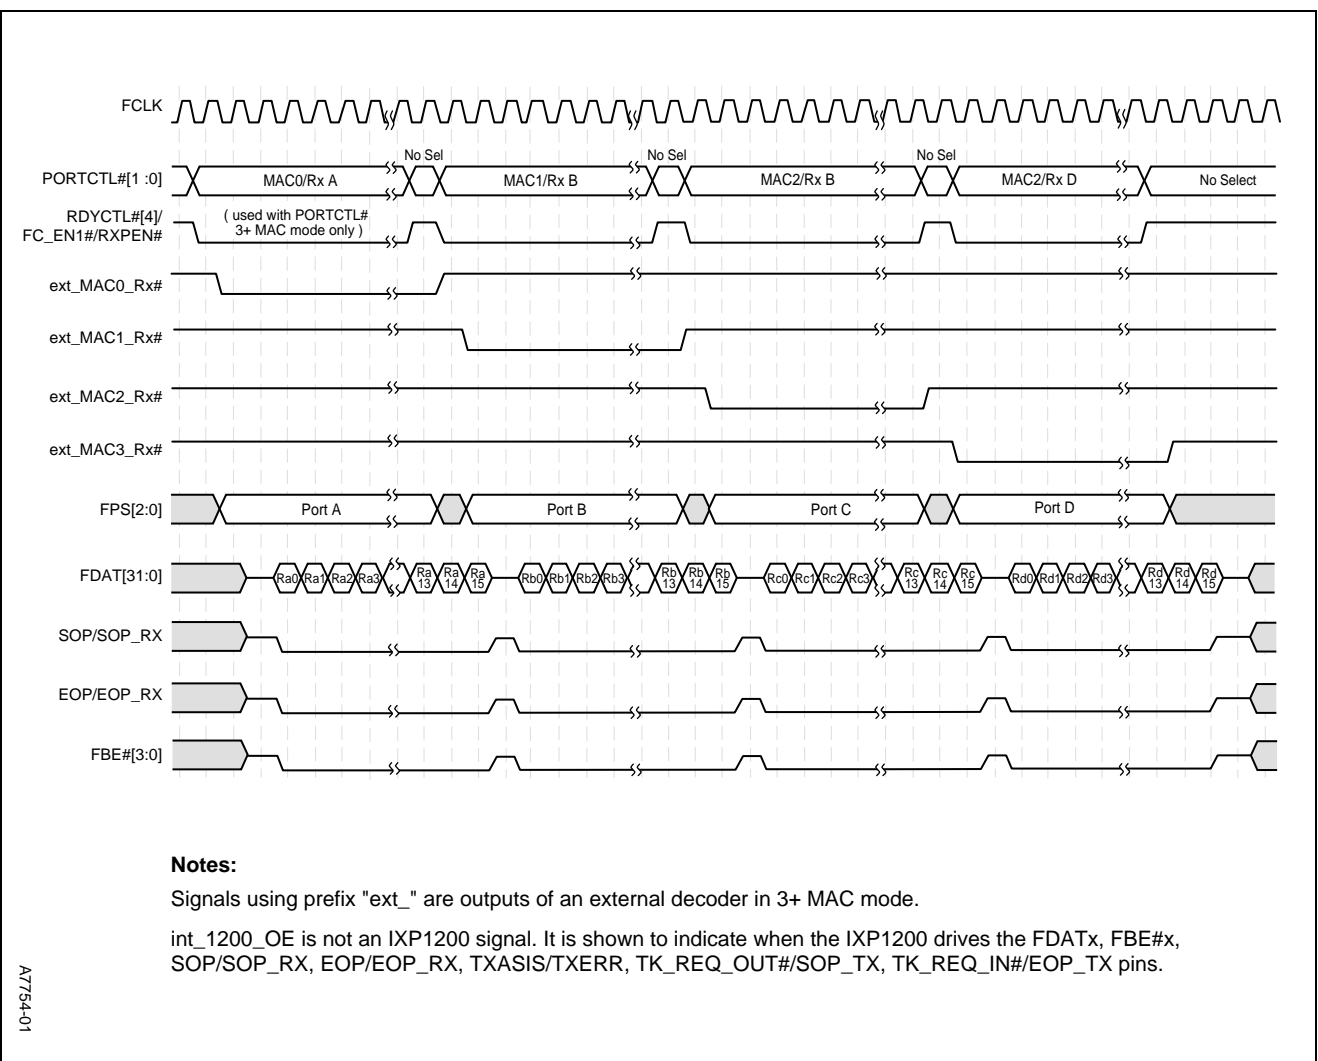 FCLK
No Sel No Sel No Sel
PORTCTL#[1 :0] MAC0/Rx A MAC1/Rx B MAC2/Rx B MAC2/Rx D No Select
RDYCTL#[4]/
FC_EN1#/RXPEN#
( used with PORTCTL#
3+ MAC mode only )
ext_MAC0_Rx#
ext_MAC1_Rx#
ext_MAC2_Rx#
ext_MAC3_Rx#
FPS[2:0] Port A Port B Port C Port D
FDAT[31:0] Ra0 Ra1 Ra2 Ra3 Ra 13 Ra 14 Ra 15 Rb0 Rb1 Rb2 Rb3 Rb 13 Rb 14 Rb 15 Rc0 Rc1 Rc2 Rc3 Rc 13 Rc 14 Rc 15 Rd0 Rd1 Rd2 Rd3 Rd 13 Rd 14 Rd 15
SOP/SOP_RX
EOP/EOP_RX
FBE#[3:0]
Notes:
Signals using prefix "ext_" are outputs of an external decoder in 3+ MAC mode.
int_1200_OE is not an IXP1200 signal. It is shown to indicate when the IXP1200 drives the FDATx, FBE#x,
SOP/SOP_RX, EOP/EOP_RX, TXASIS/TXERR, TK_REQ_OUT#/SOP_TX, TK_REQ_IN#/EOP_TX pins.
A7754-01